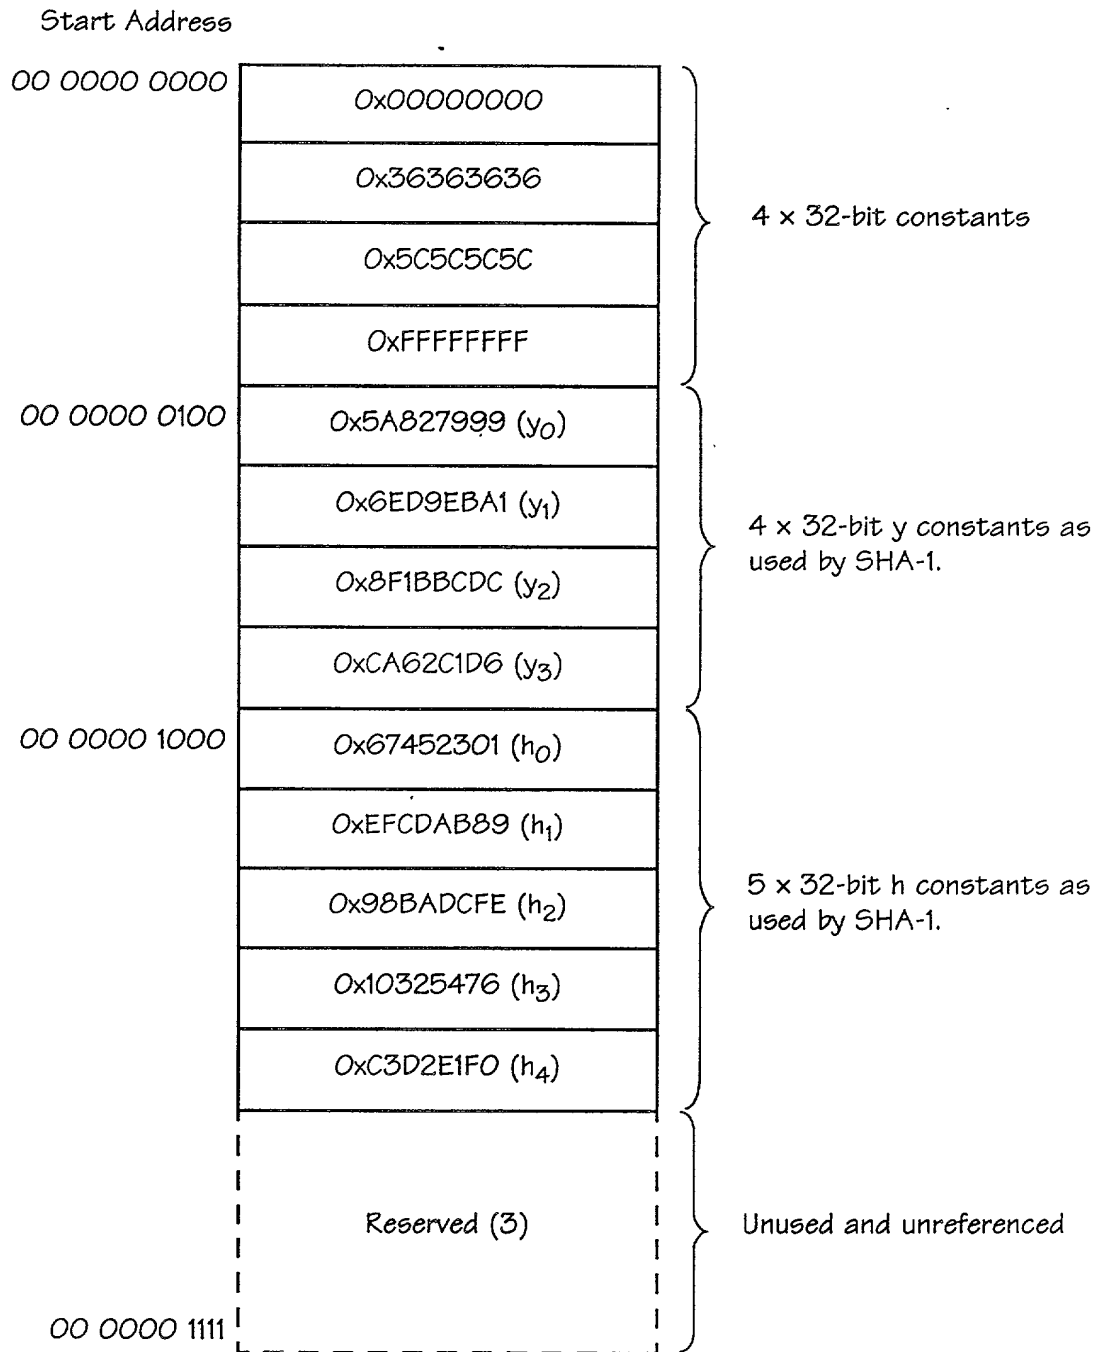 Start Address
00 0000 0000
0x00000000
0x36363636
0x5C5C5C5C
0xFFFFFFFF
4 x 32-bit constants
00 0000 0100
0x5A827999 (y0)
0x6ED9EBA1 (y1)
0x8F1BBCDC (y2)
0xCA62C1D6 (y3)
4 x 32-bit y constants as
used by SHA-1.
00 0000 1000
0x67452301 (h0)
0xEFCDAB89 (h1)
0x98BADCFE (h2)
0x10325476 (h3)
0xC3D2E1F0 (h4)
5 x 32-bit h constants as
used by SHA-1.
Reserved (3)
Unused and unreferenced
00 0000 1111